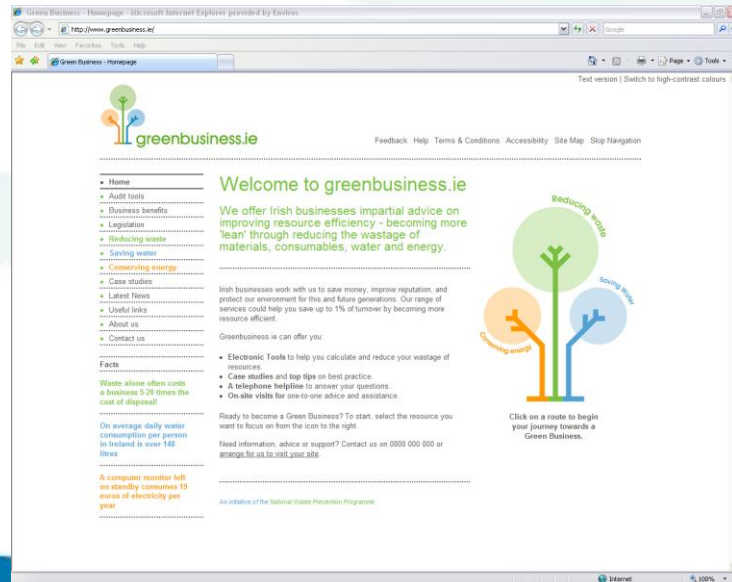 Green Business - Homepage - Microsoft Internet Explorer provided by Enviros
http://www.greenbusiness.ie/
Google
File Edit View Favorites Tools Help
Green Business - Homepage
Page Tools
Text version | Switch to high-contrast colours
greenbusiness.ie
Feedback Help Terms & Conditions Accessibility Site Map Skip Navigation
Home
Audit tools
Business benefits
Legislation
Reducing waste
Saving water
Conserving energy
Case studies
Latest News
Useful links
About us
Contact us
Facts
Waste alone often costs
a business 5-20 times the
cost of disposal!
On average daily water
consumption per person
in Ireland is over 148
litres
A computer monitor left
on standby consumes 19
euros of electricity per
year
Welcome to greenbusiness.ie
We offer Irish businesses impartial advice on
improving resource efficiency - becoming more
'lean' through reducing the wastage of
materials, consumables, water and energy.
Irish businesses work with us to save money, improve reputation, and
protect our environment for this and future generations. Our range of
services could help you save up to 1% of turnover by becoming more
resource efficient.
Greenbusiness.ie can offer you:
Electronic Tools to help you calculate and reduce your wastage of
resources.
Case studies and top tips on best practice.
A telephone helpline to answer your questions.
On-site visits for one-to-one advice and assistance.
Ready to become a Green Business? To start, select the resource you
want to focus on from the icon to the right.
Need information, advice or support? Contact us on 0800 000 000 or
arrange for us to visit your site.
An initiative of the National Waste Prevention Programme
Reducing waste
Saving water
Conserving energy
Click on a route to begin
your journey towards a
Green Business.
Internet
100%